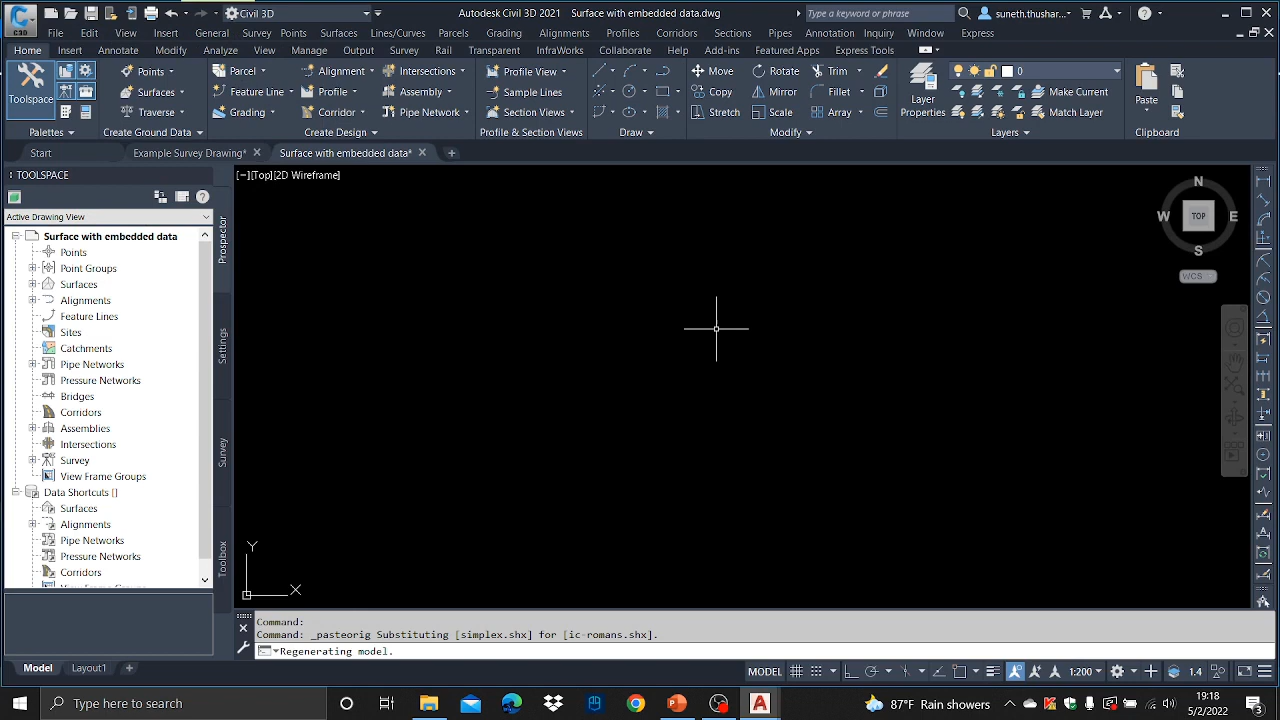 C3D
Civil 3D
Autodesk Civil 3D 2021
Surface with embedded data.d...
Type a keyword or phrase
suneth.thushar...
File
Edit
View
Insert
General
Survey
Points
Surfaces
Lines/Curves
Parcels
Grading
Alignments
Profiles
Corridors
Sections
Pipes
Annotation
Inquiry
Window
Express
Home
Insert
Annotate
Modify
Analyze
View
Manage
Output
Survey
Rail
Transparent
InfraWorks
Collaborate
Help
Add-ins
Featured Apps
Express Tools
Toolspace
Palettes
Points
Surfaces
Traverse
Create Ground Data
Parcel
Feature Line
Grading
Alignment
Profile
Corridor
Intersections
Assembly
Pipe Network
Create Design
Profile View
Sample Lines
Section Views
Profile & Section Views
Draw
Move
Copy
Stretch
Rotate
Mirror
Scale
Trim
Fillet
Array
Modify
Layer
Properties
0
Make Current
Match Layer
Layers
Paste
Clipboard
Start
Example Survey Drawing*
Surface with embedded data*
TOOLSPACE
Active Drawing View
Surface with embedded data
Points
Point Groups
Surfaces
Alignments
Feature Lines
Sites
Catchments
Pipe Networks
Pressure Networks
Bridges
Corridors
Assemblies
Intersections
Survey
View Frame Groups
Data Shortcuts []
Surfaces
Alignments
Pipe Networks
Pressure Networks
Corridors
View Frame Groups
Prospector
Settings
Survey
Toolbox
[−][Top][2D Wireframe]
N
W
TOP
E
S
WCS
Y
X
Command:
Command: _pasteorig Substituting [simplex.shx] for [ic-romans.shx].
Regenerating model.
Model
Layout1
MODEL
1:200
1.4
Type here to search
87°F Rain showers
19:18
5/2/2022
3